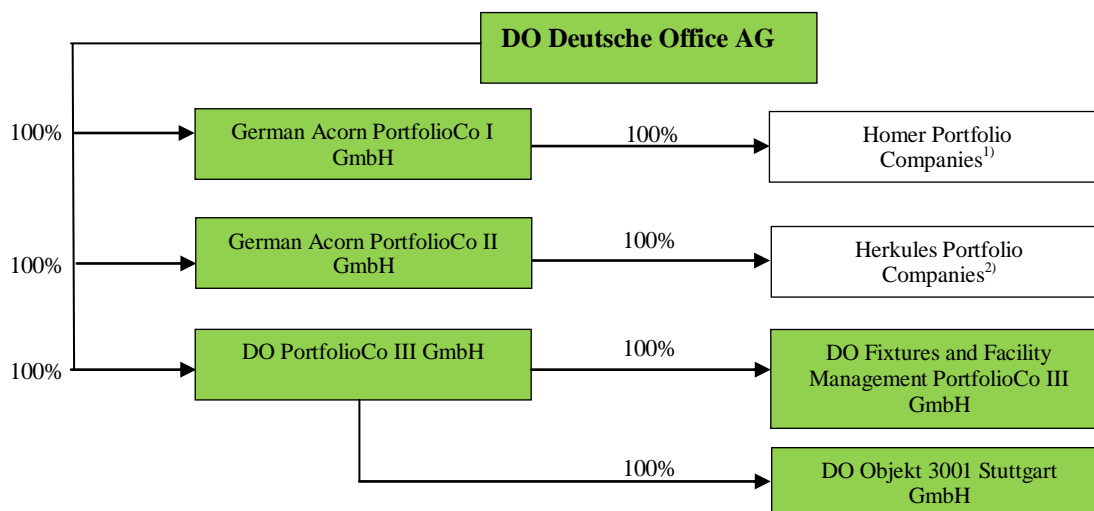 DO Deutsche Office AG
100%
German Acorn PortfolioCo I
GmbH
100%
Homer Portfolio
Companies1)
100%
German Acorn PortfolioCo II
GmbH
100%
Herkules Portfolio
Companies2)
100%
DO PortfolioCo III GmbH
100%
DO Fixtures and Facility
Management PortfolioCo III
GmbH
100%
DO Objekt 3001 Stuttgart
GmbH